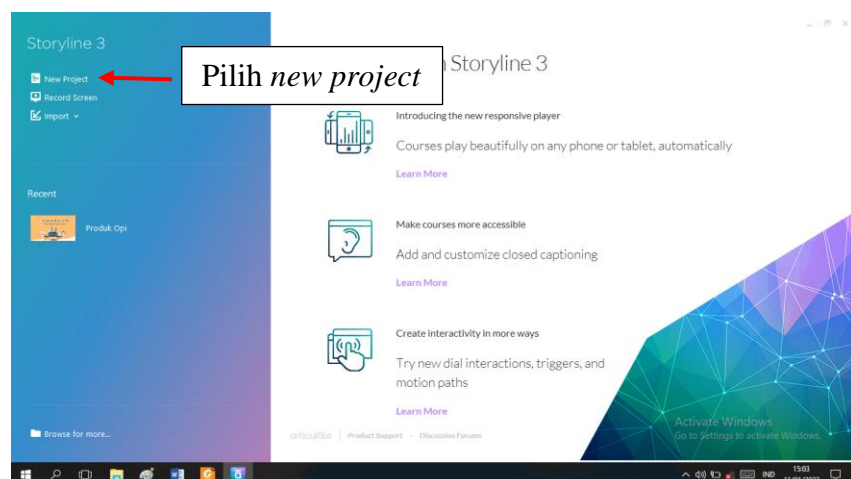 Storyline 3
New Project
Record Screen
Import
Recent
Produk Opi
Browse for more...
Pilih new project
Storyline 3
Introducing the new responsive player
Courses play beautifully on any phone or tablet, automatically
Learn More
Make courses more accessible
Add and customize closed captioning
Learn More
Create interactivity in more ways
Try new dial interactions, triggers, and
motion paths
Learn More
articulate | Product Support - Discussion Forums
Activate Windows
Go to Settings to activate Windows.
IND
15:03